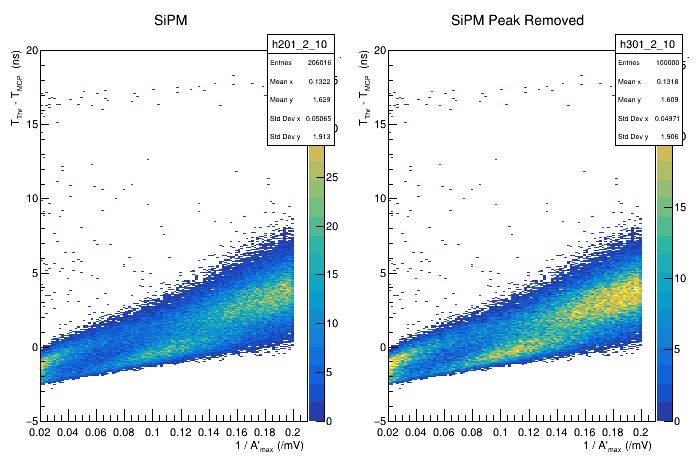 SiPM
h201_2_10
Entries 206016
Mean x 0.1322
Mean y 1.629
Std Dev x 0.05065
Std Dev y 1.913
T_Thr - T_MCP (ns)
20
15
10
5
0
−5
0.02 0.04 0.06 0.08 0.1 0.12 0.14 0.16 0.18 0.2
1 / A'_max (/mV)
25
20
15
10
5
0
SiPM Peak Removed
h301_2_10
Entries 100000
Mean x 0.1318
Mean y 1.609
Std Dev x 0.04971
Std Dev y 1.906
T_Thr - T_MCP (ns)
20
15
10
5
0
−5
0.02 0.04 0.06 0.08 0.1 0.12 0.14 0.16 0.18 0.2
1 / A'_max (/mV)
15
10
5
0